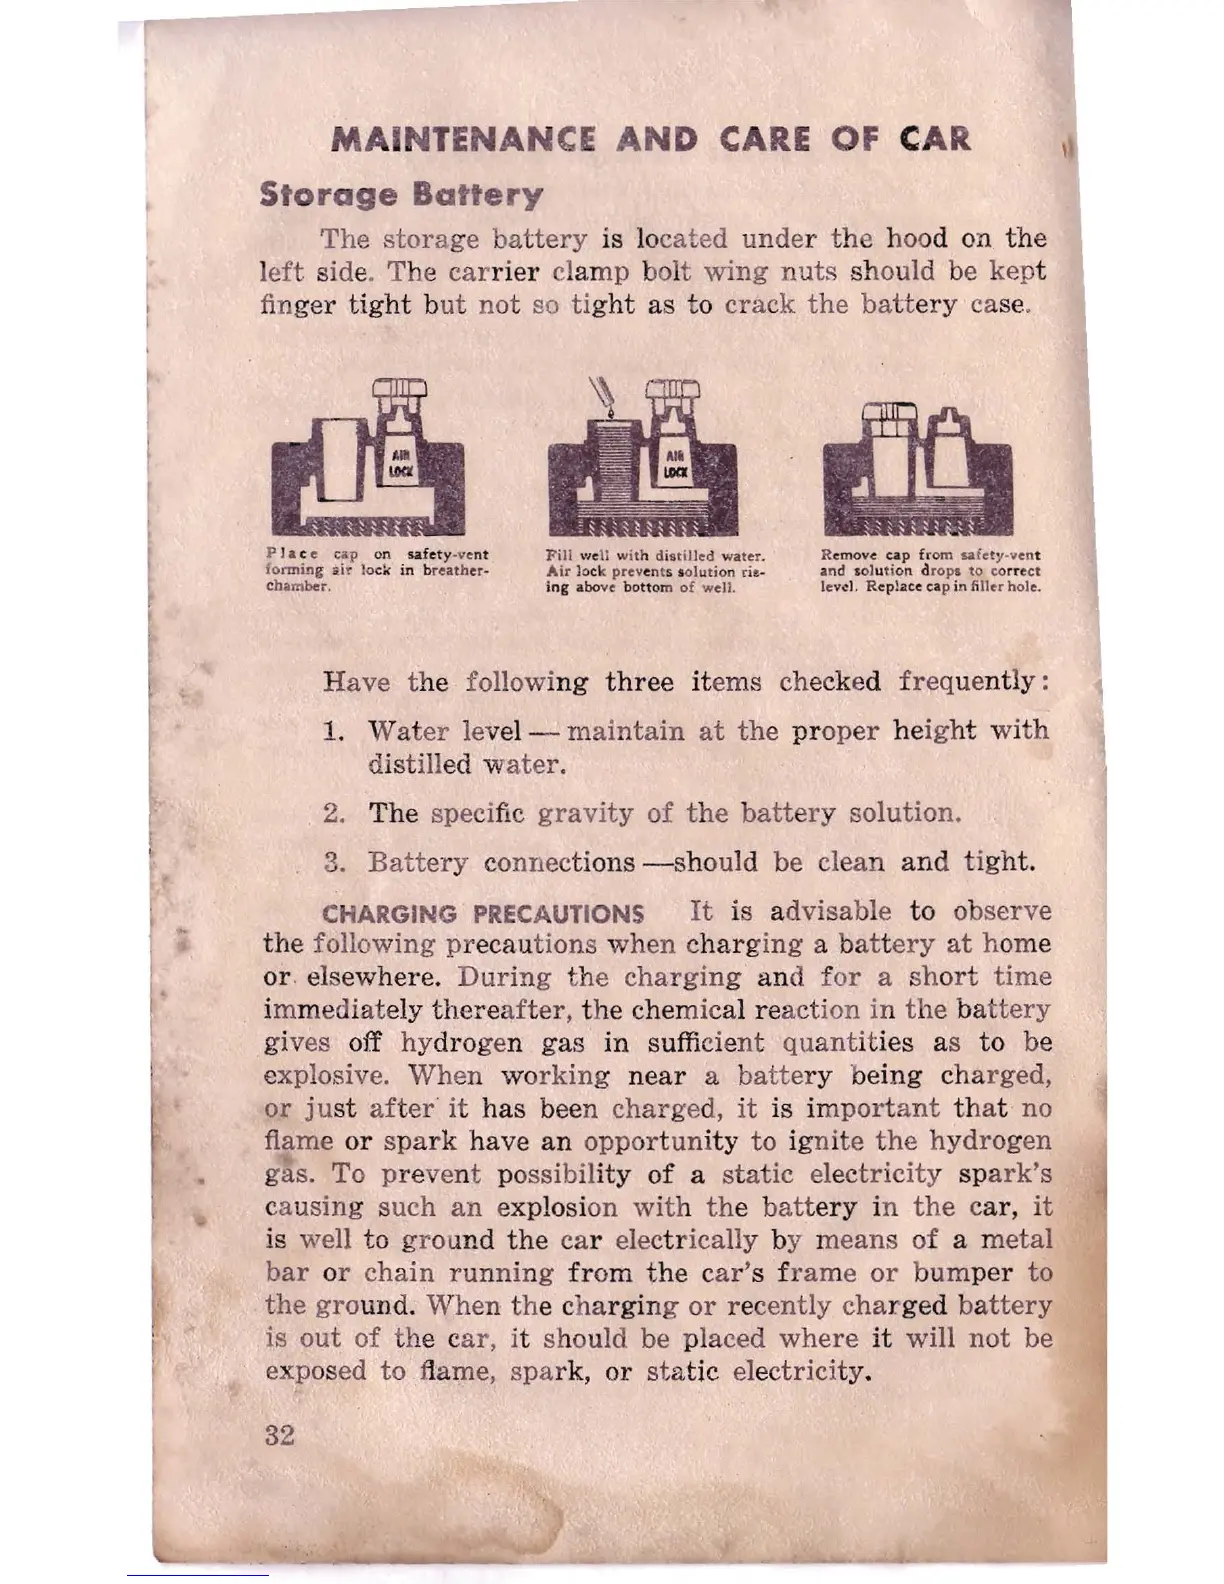 MAINTENANCE AND CARE OF CAR
Storage Battery
The storage battery is located under the hood on the
left side. The carrier clamp bolt wing nuts should be kept
finger tight but not so tight as to crack the battery case.
AIR
LOCK
AIR
LOCK
Place cap on safety-vent
forming air lock in breather-
chamber.
Fill well with distilled water.
Air lock prevents solution ris-
ing above bottom of well.
Remove cap from safety-vent
and solution drops to correct
level. Replace cap in filler hole.
Have the following three items checked frequently:
1. Water level — maintain at the proper height with
distilled water.
2. The specific gravity of the battery solution.
3. Battery connections —should be clean and tight.
CHARGING PRECAUTIONS It is advisable to observe
the following precautions when charging a battery at home
or elsewhere. During the charging and for a short time
immediately thereafter, the chemical reaction in the battery
gives off hydrogen gas in sufficient quantities as to be
explosive. When working near a battery being charged,
or just after it has been charged, it is important that no
flame or spark have an opportunity to ignite the hydrogen
gas. To prevent possibility of a static electricity spark's
causing such an explosion with the battery in the car, it
is well to ground the car electrically by means of a metal
bar or chain running from the car's frame or bumper to
the ground. When the charging or recently charged battery
is out of the car, it should be placed where it will not be
exposed to flame, spark, or static electricity.
32